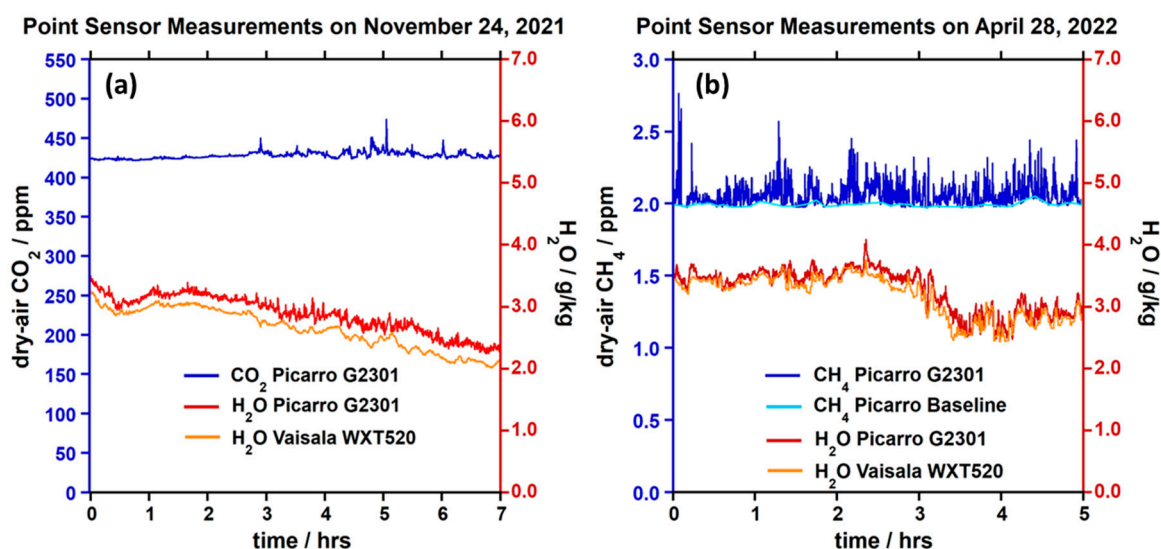 Point Sensor Measurements on November 24, 2021
(a)
dry-air CO2 / ppm
550
500
450
400
350
300
250
200
150
100
50
0
7.0
6.0
5.0
4.0
3.0
2.0
1.0
0.0
H2O / g/kg
CO2 Picarro G2301
H2O Picarro G2301
H2O Vaisala WXT520
0 1 2 3 4 5 6 7
time / hrs
Point Sensor Measurements on April 28, 2022
(b)
dry-air CH4 / ppm
3.0
2.5
2.0
1.5
1.0
0.5
0.0
7.0
6.0
5.0
4.0
3.0
2.0
1.0
0.0
H2O / g/kg
CH4 Picarro G2301
CH4 Picarro Baseline
H2O Picarro G2301
H2O Vaisala WXT520
0 1 2 3 4 5
time / hrs